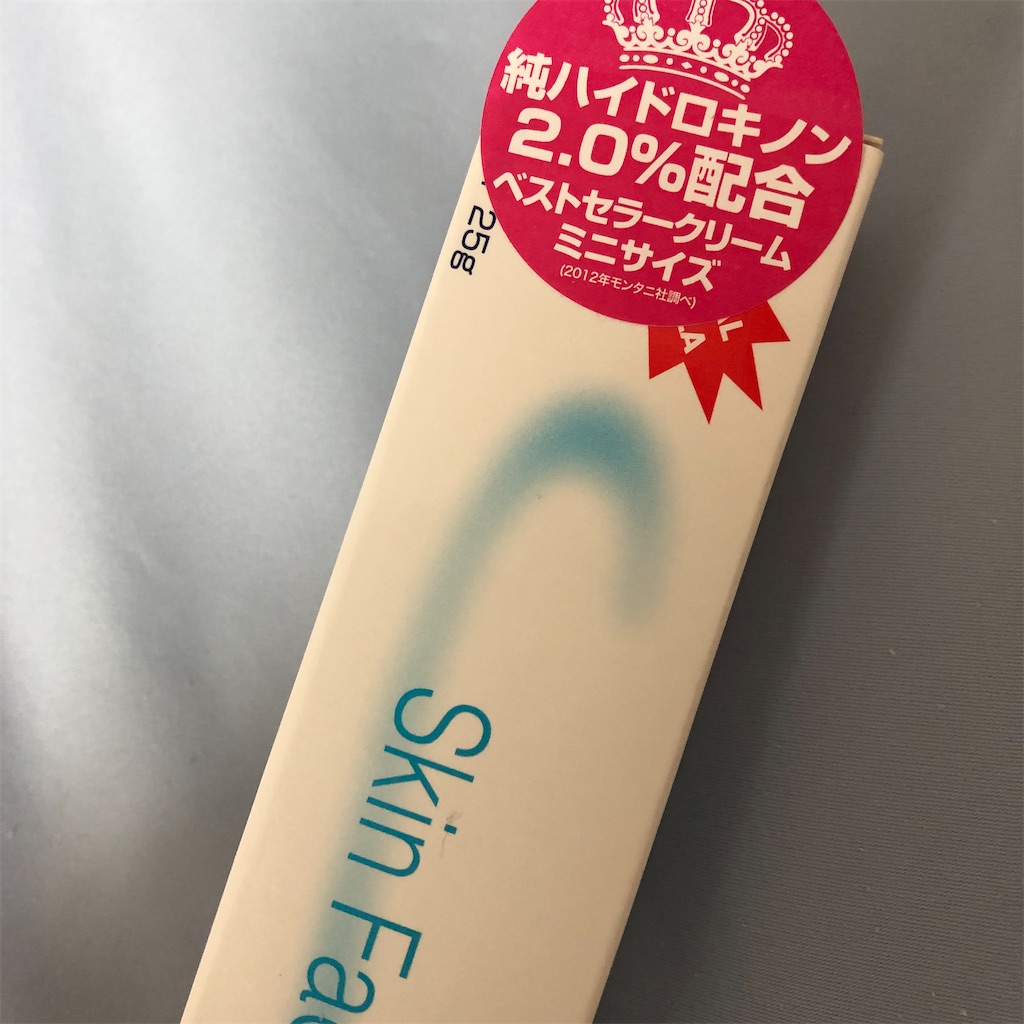 純ハイドロキノン
2.0%配合
ベストセラークリーム
ミニサイズ
(2012年モンタニ社調べ)
25g
Skin